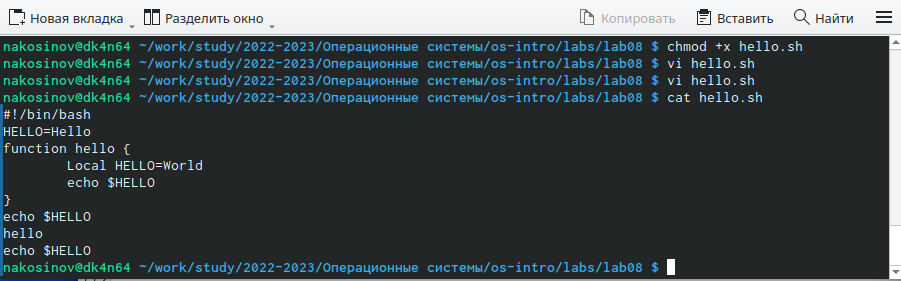 Новая вкладка Разделить окно Копировать Вставить Найти
nakosinov@dk4n64 ~/work/study/2022-2023/Операционные системы/os-intro/labs/lab08 $ chmod +x hello.sh
nakosinov@dk4n64 ~/work/study/2022-2023/Операционные системы/os-intro/labs/lab08 $ vi hello.sh
nakosinov@dk4n64 ~/work/study/2022-2023/Операционные системы/os-intro/labs/lab08 $ vi hello.sh
nakosinov@dk4n64 ~/work/study/2022-2023/Операционные системы/os-intro/labs/lab08 $ cat hello.sh
#!/bin/bash
HELLO=Hello
function hello {
        Local HELLO=World
        echo $HELLO
}
echo $HELLO
hello
echo $HELLO
nakosinov@dk4n64 ~/work/study/2022-2023/Операционные системы/os-intro/labs/lab08 $